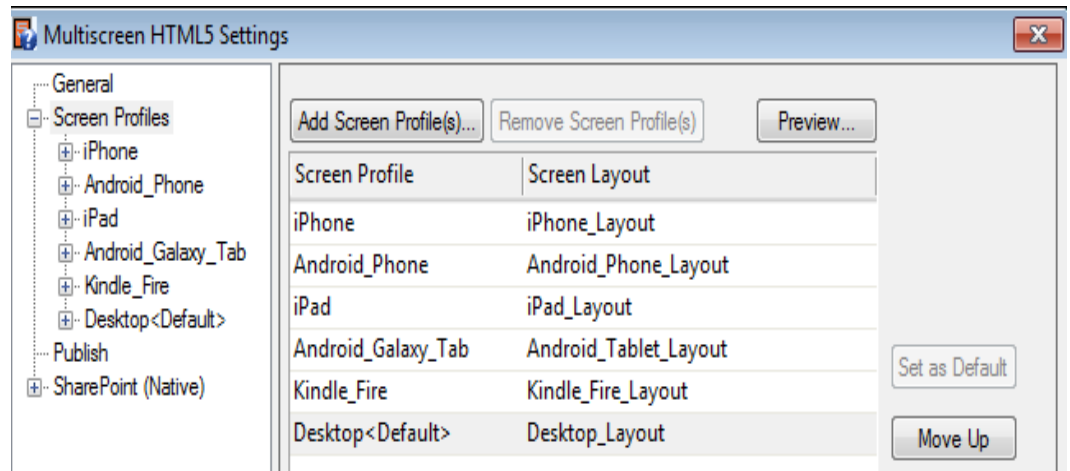 Multiscreen HTML5 Settings
General
Screen Profiles
iPhone
Android_Phone
iPad
Android_Galaxy_Tab
Kindle_Fire
Desktop<Default>
Publish
SharePoint (Native)
Add Screen Profile(s)... Remove Screen Profile(s) Preview...
Screen Profile Screen Layout
iPhone iPhone_Layout
Android_Phone Android_Phone_Layout
iPad iPad_Layout
Android_Galaxy_Tab Android_Tablet_Layout
Kindle_Fire Kindle_Fire_Layout
Desktop<Default> Desktop_Layout
Set as Default
Move Up